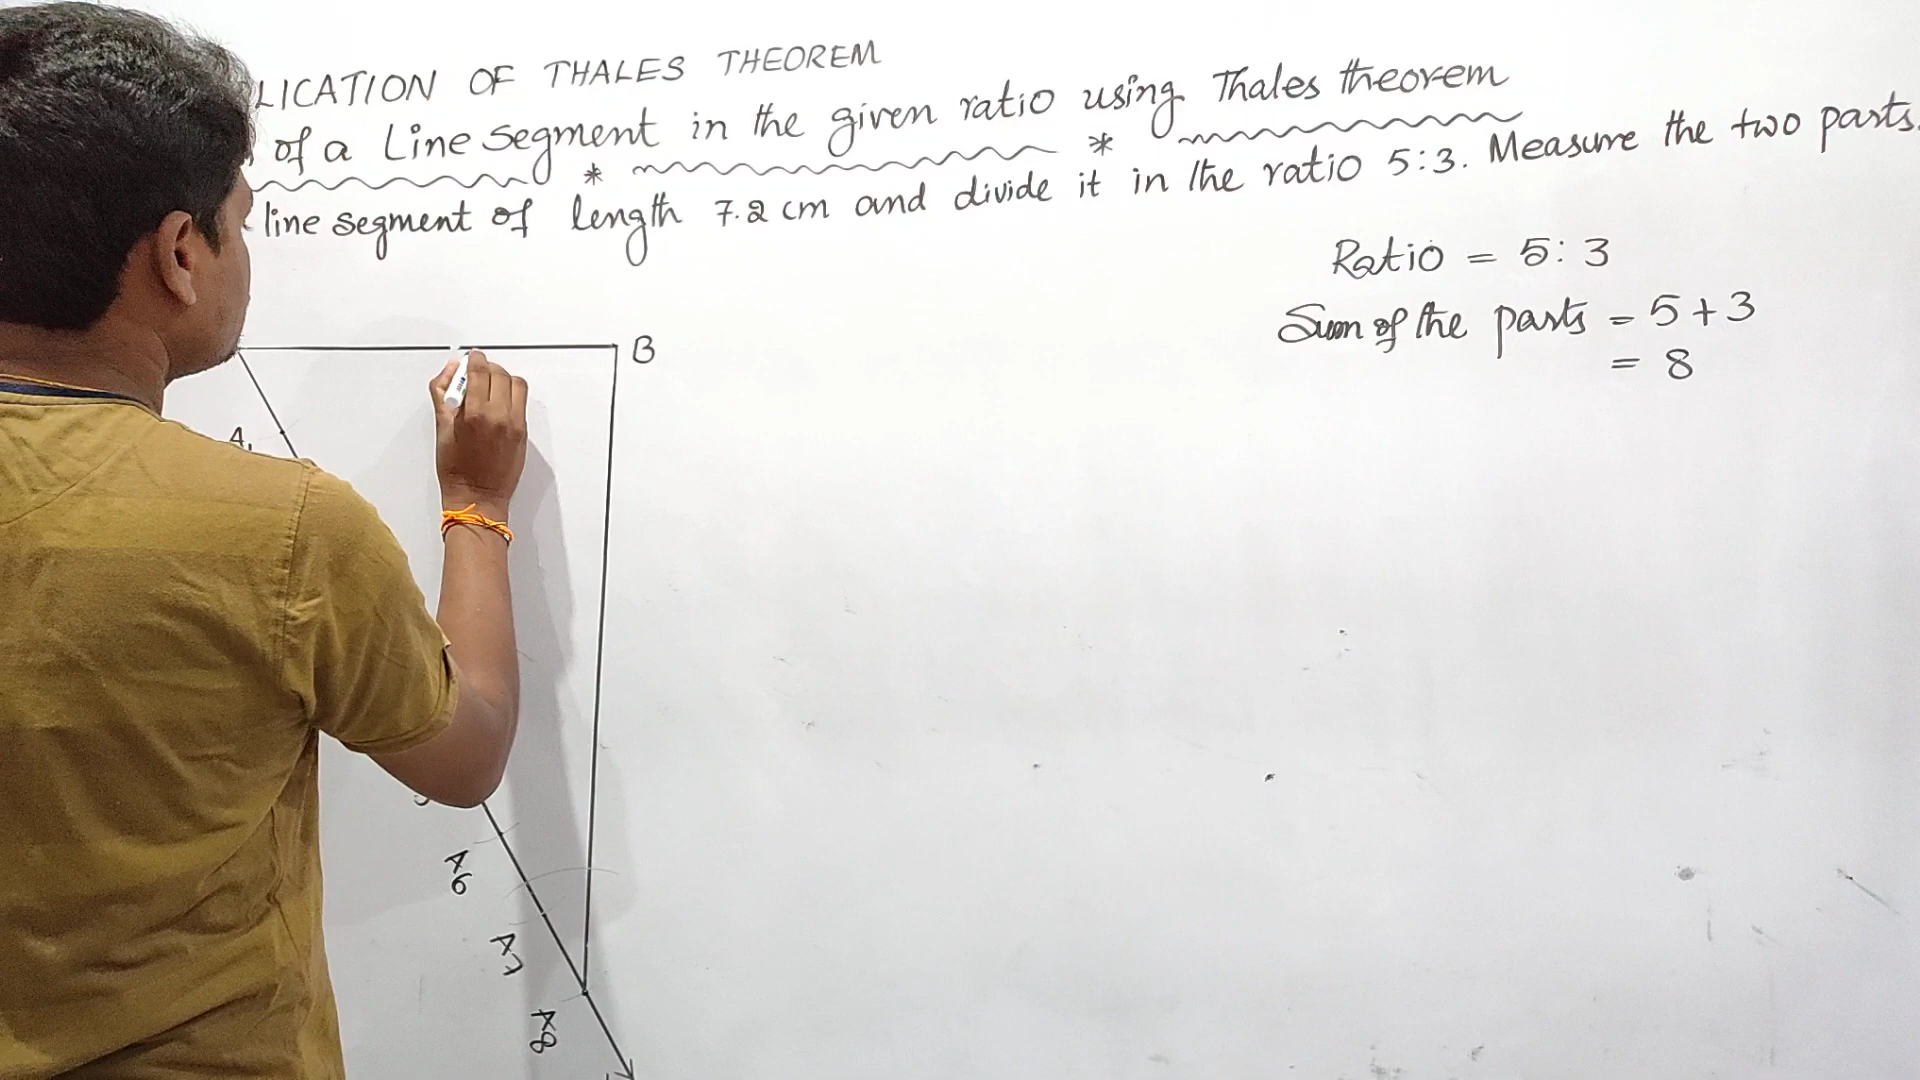 LICATION OF THALES THEOREM
of a Line Segment in the given ratio using Thales theorem
* *
line segment of length 7.2 cm and divide it in the ratio 5:3. Measure the two parts.
Ratio = 5:3
Sum of the parts = 5+3
= 8
B
A1
A6
A7
A8